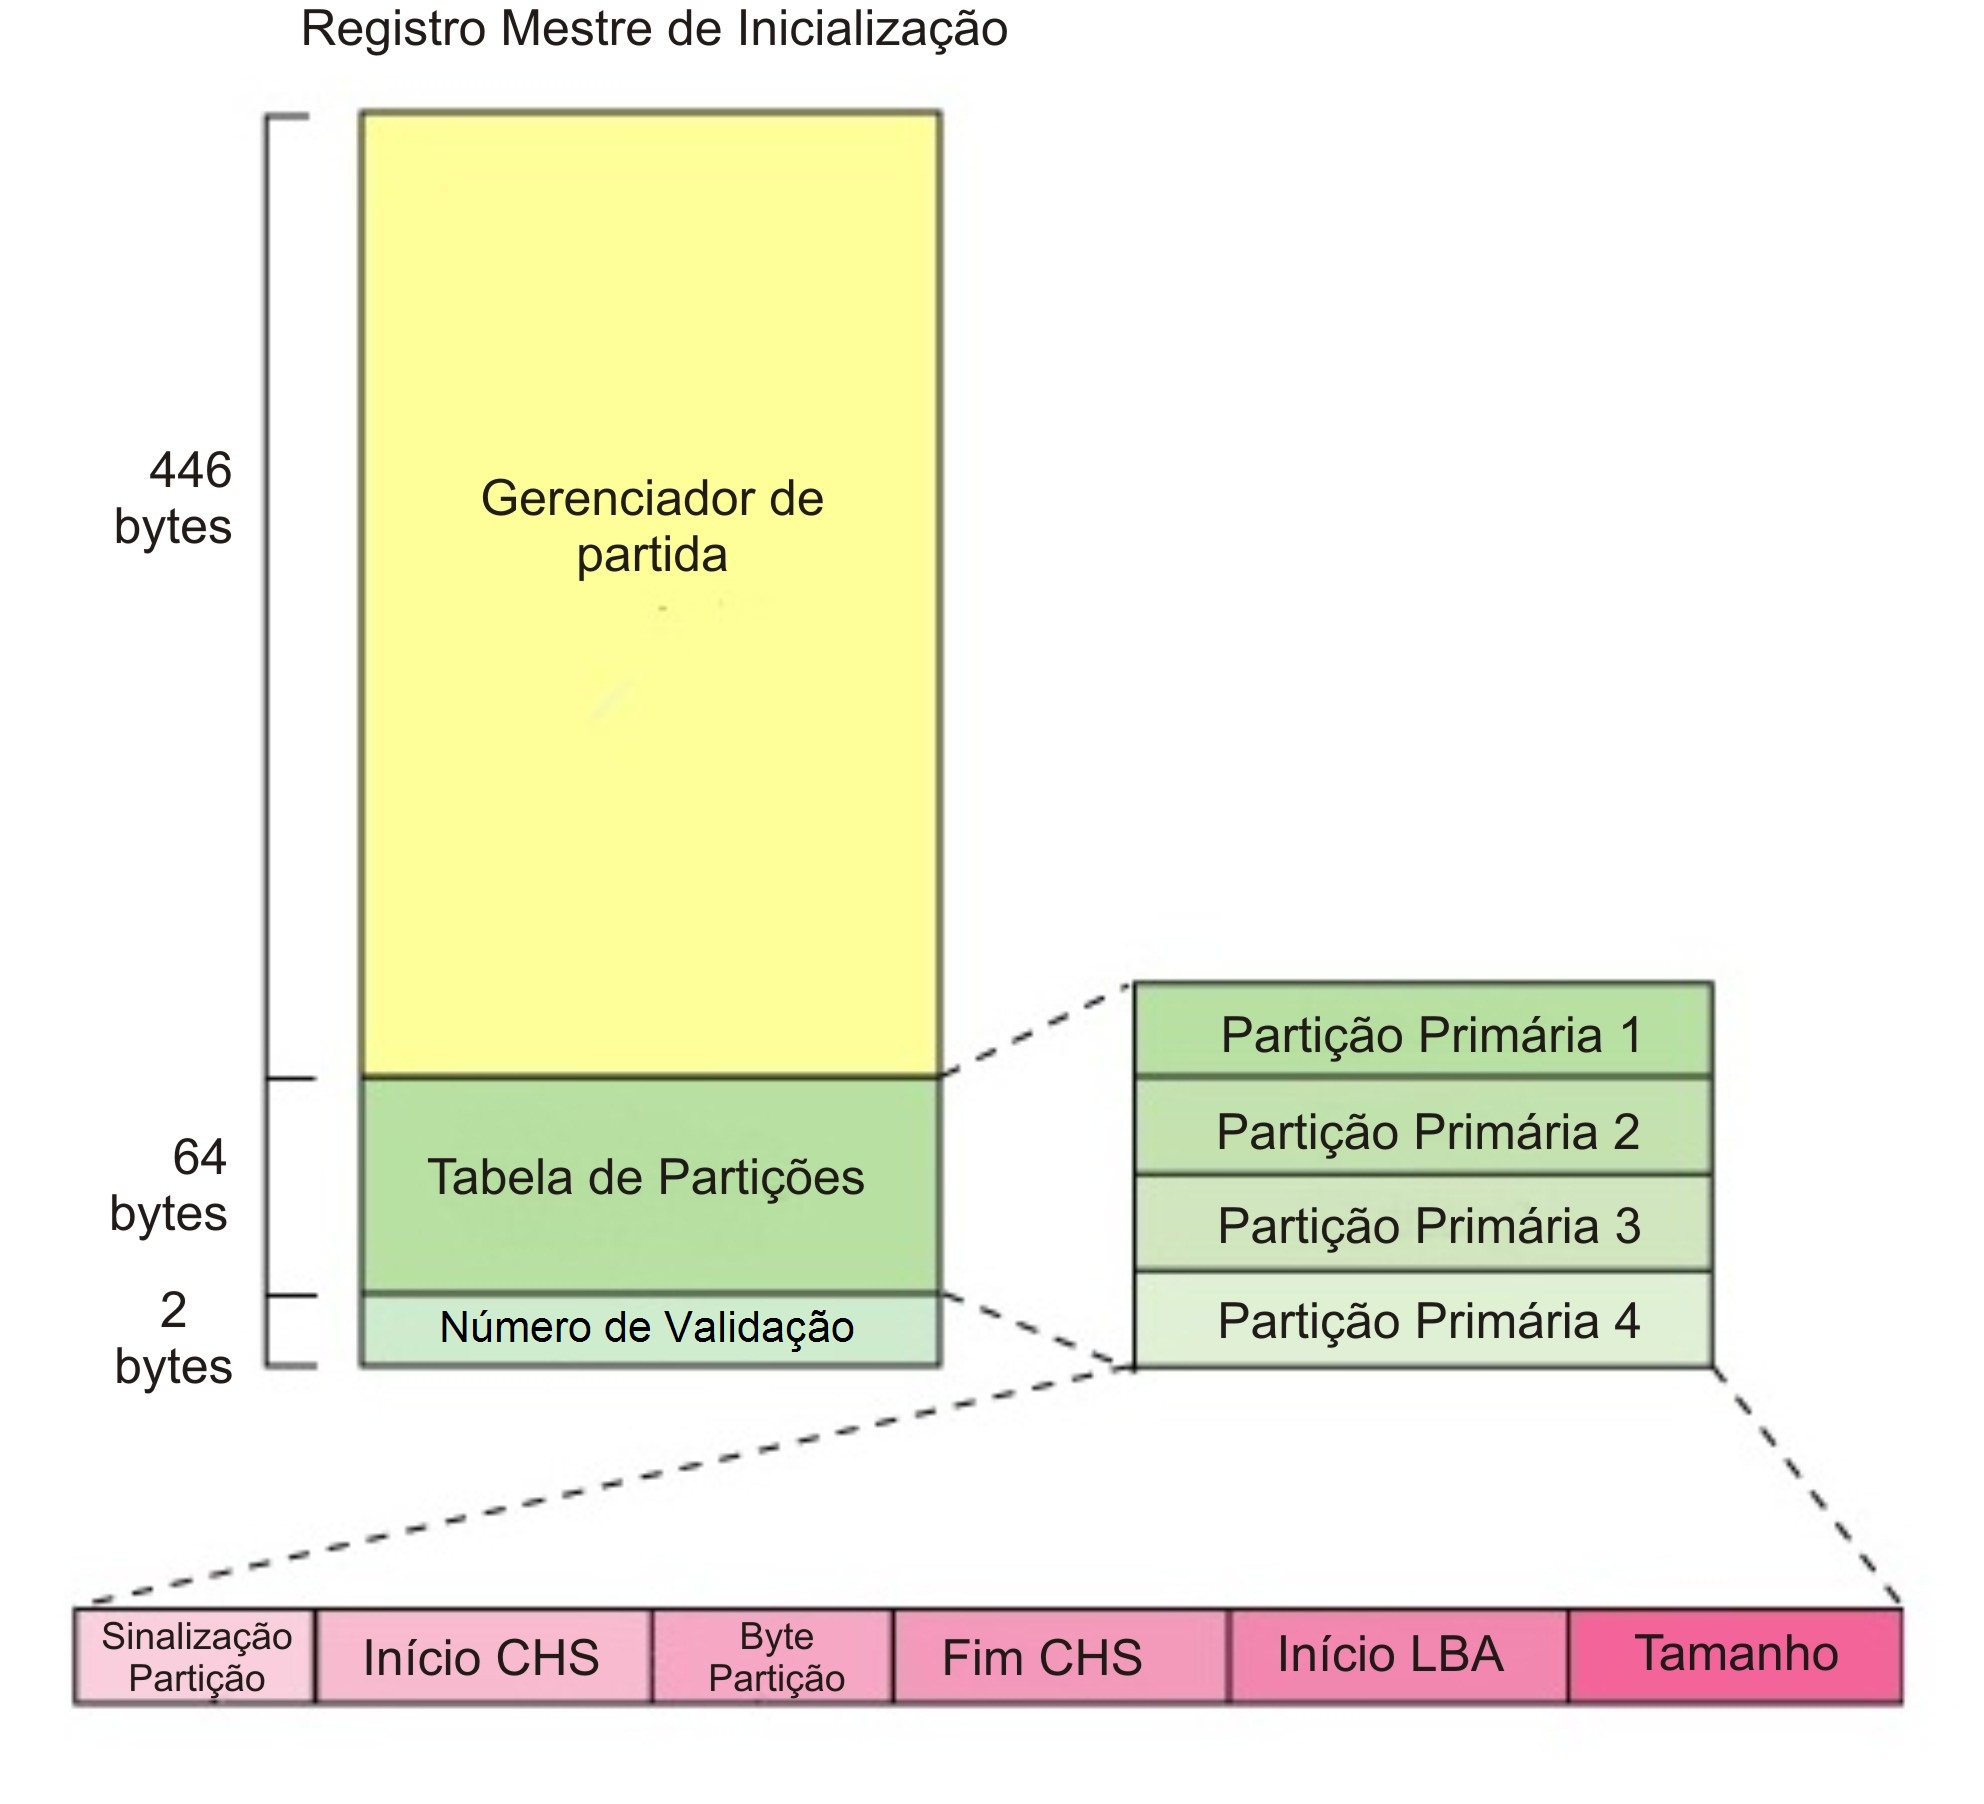 Registro Mestre de Inicialização
446
bytes
Gerenciador de
partida
64
bytes
Tabela de Partições
2
bytes
Número de Validação
Partição Primária 1
Partição Primária 2
Partição Primária 3
Partição Primária 4
Sinalização
Partição
Início CHS
Byte
Partição
Fim CHS
Início LBA
Tamanho